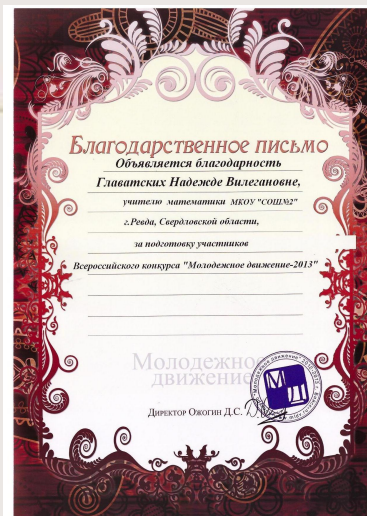 Благодарственное письмо
Объявляется благодарность
Главатских Надежде Вилегановне,
учителю математики МКОУ "СОШ№2"
г.Ревда, Свердловской области,
за подготовку участников
Всероссийского конкурса "Молодежное движение-2013"
Молодежное
движение
МД
Директор Ожогин Д.С.